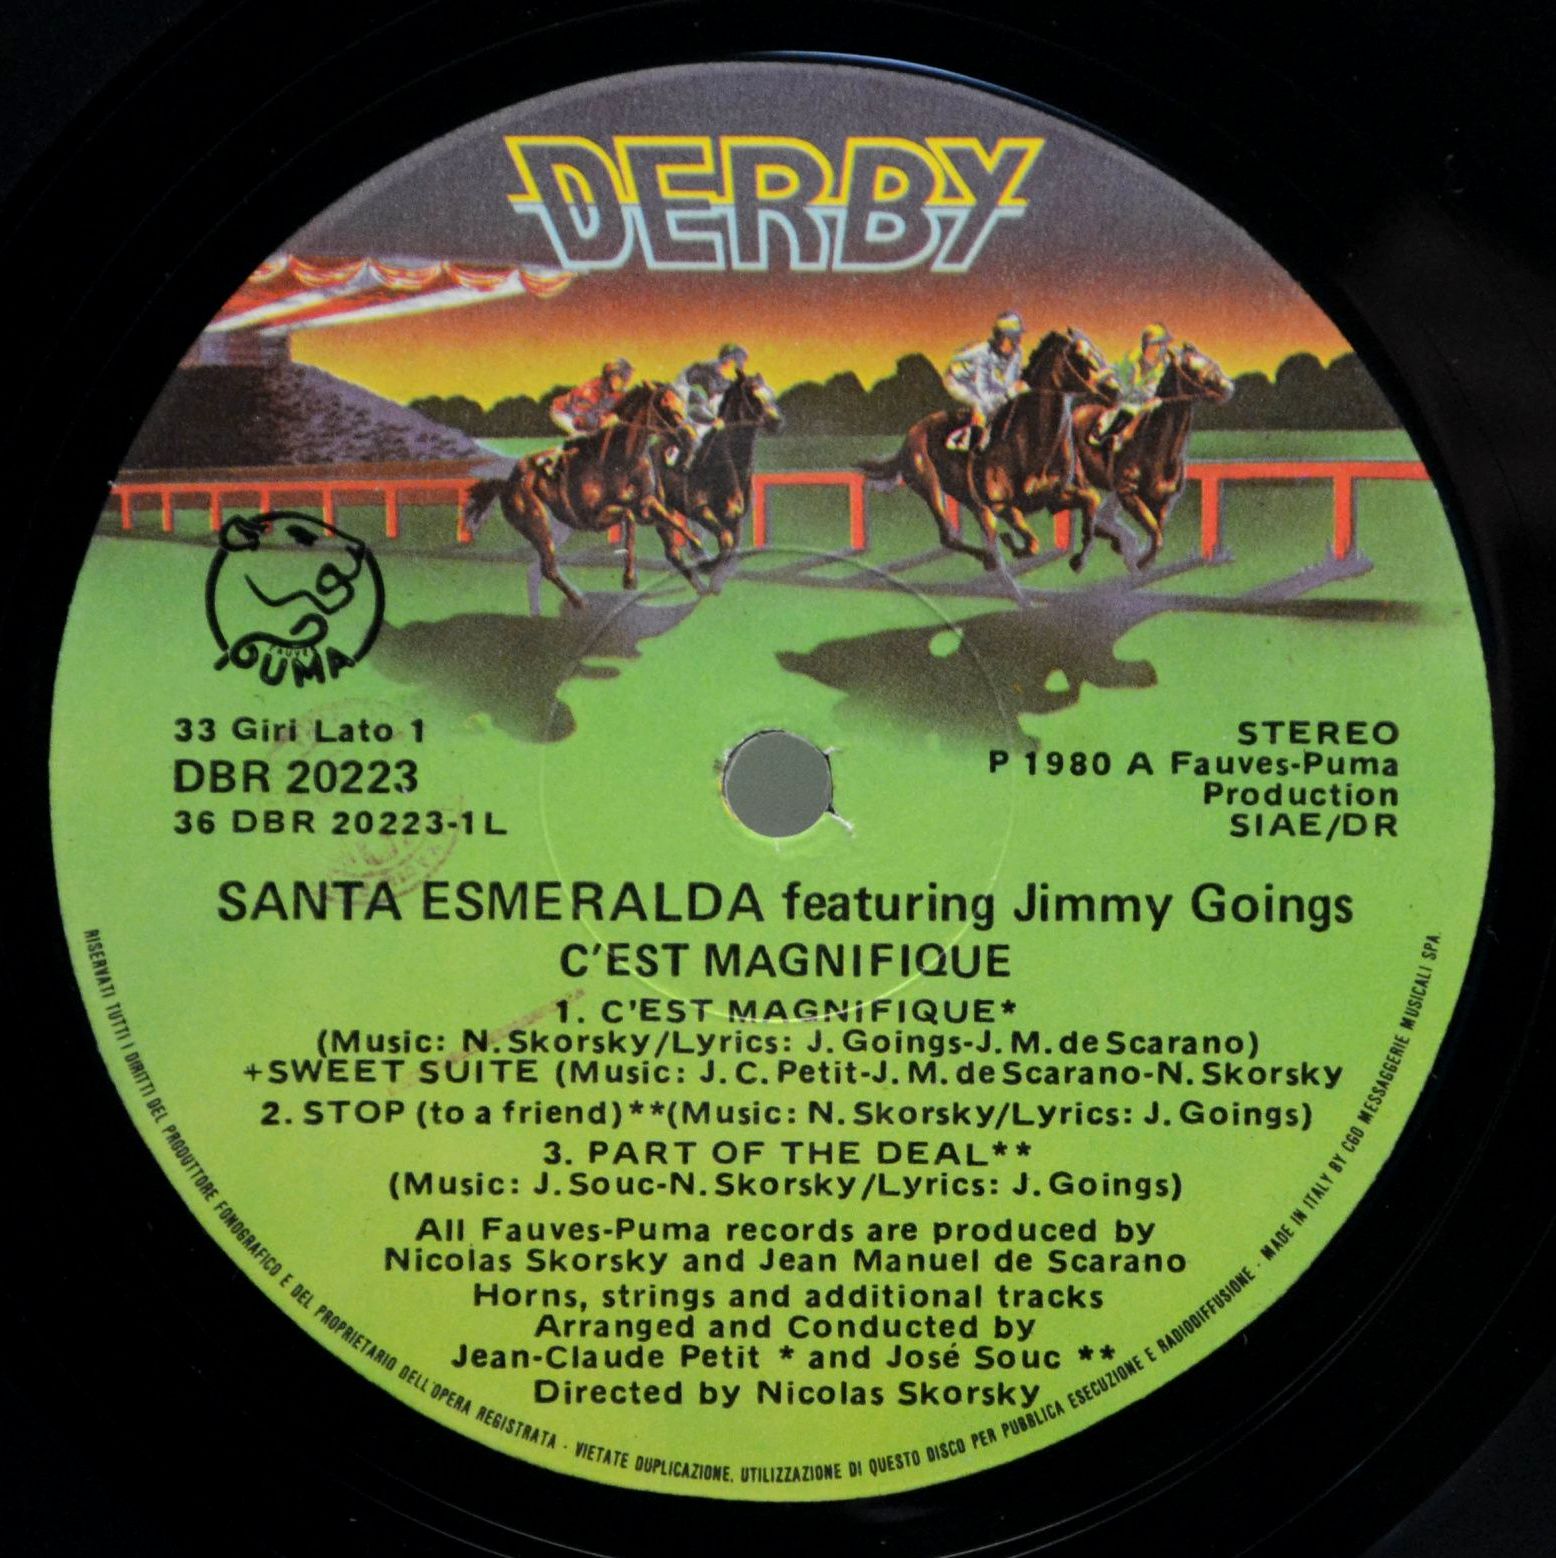 DERBY
FAUVES
PUMA
33 Giri Lato 1
DBR 20223
36 DBR 20223-1L
STEREO
P 1980 A Fauves-Puma
Production
SIAE/DR
SANTA ESMERALDA featuring Jimmy Goings
C'EST MAGNIFIQUE
1. C'EST MAGNIFIQUE*
(Music: N. Skorsky/Lyrics: J. Goings-J. M. de Scarano)
+SWEET SUITE (Music: J. C. Petit-J. M. de Scarano-N. Skorsky
2. STOP (to a friend)**(Music: N. Skorsky/Lyrics: J. Goings)
3. PART OF THE DEAL**
(Music: J. Souc-N. Skorsky/Lyrics: J. Goings)
All Fauves-Puma records are produced by
Nicolas Skorsky and Jean Manuel de Scarano
Horns, strings and additional tracks
Arranged and Conducted by
Jean-Claude Petit * and José Souc **
Directed by Nicolas Skorsky
RISERVATI TUTTI I DIRITTI DEL PRODUTTORE FONOGRAFICO E DEL PROPRIETARIO DELL'OPERA REGISTRATA - VIETATE DUPLICAZIONE, UTILIZZAZIONE DI QUESTO DISCO PER PUBBLICA ESECUZIONE E RADIODIFFUSIONE - MADE IN ITALY BY CGD MESSAGGERIE MUSICALI SPA.